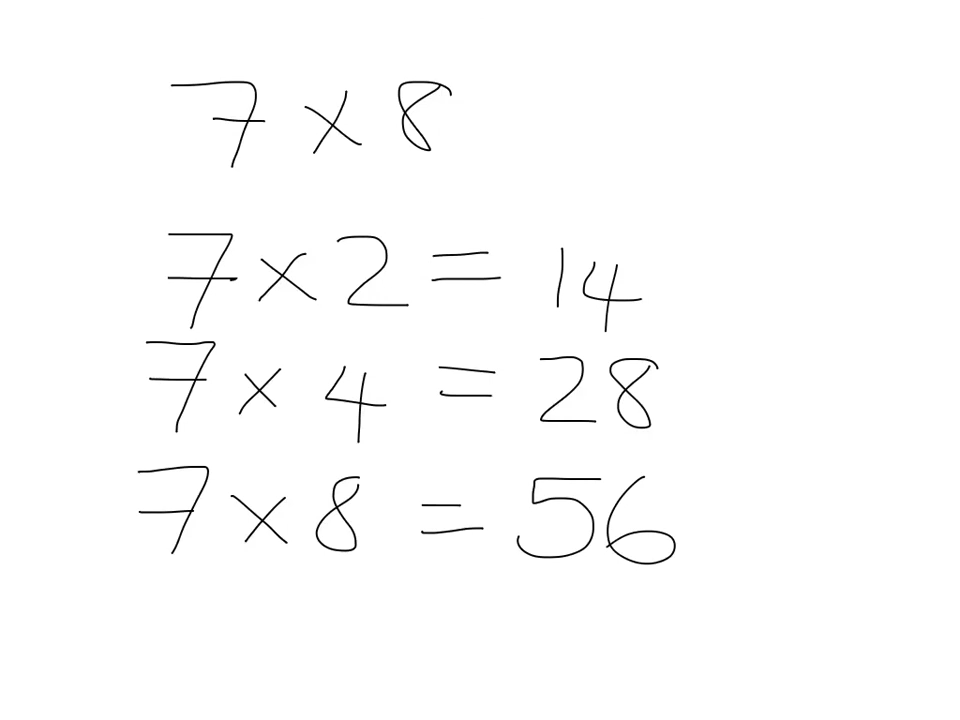 7 × 8
7 × 2 = 14
7 × 4 = 28
7 × 8 = 56